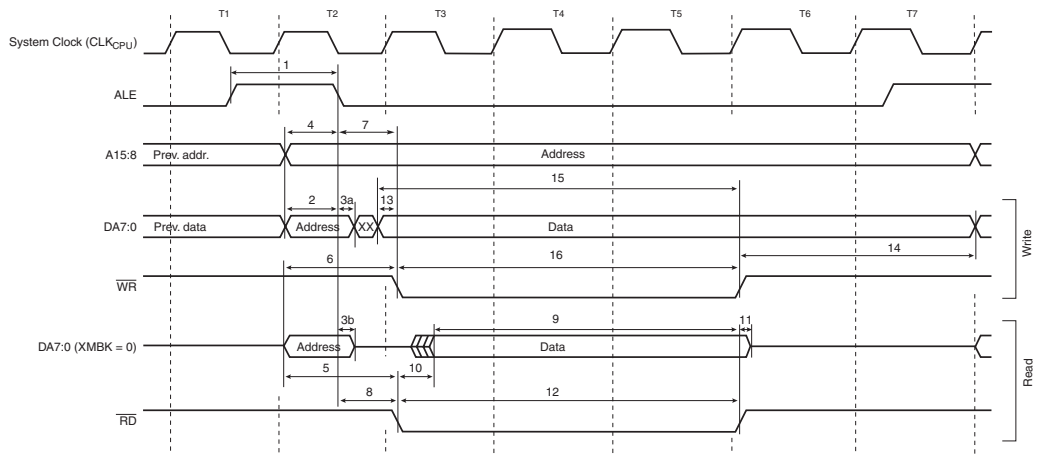 T1 T2 T3 T4 T5 T6 T7
System Clock (CLKCPU)
1
ALE
4 7
A15:8 Prev. addr. Address
15
2 3a 13
DA7:0 Prev. data Address XX Data
14
6 16
WR
Write
3b 9 11
DA7:0 (XMBK = 0) Address Data
5 10
8 12
RD
Read